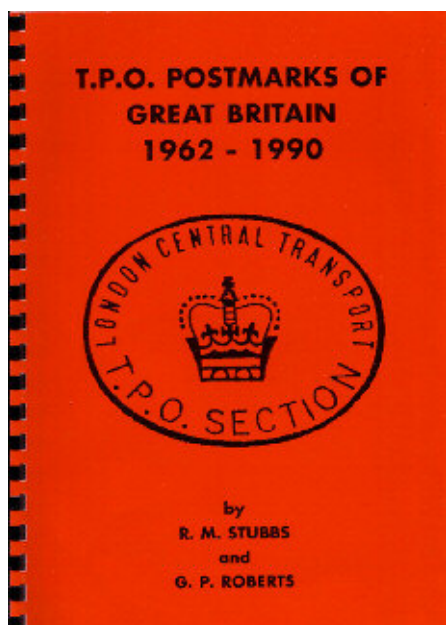 T.P.O. POSTMARKS OF
GREAT BRITAIN
1962 - 1990
LONDON CENTRAL TRANSPORT
T.P.O. SECTION
by
R. M. STUBBS
and
G. P. ROBERTS